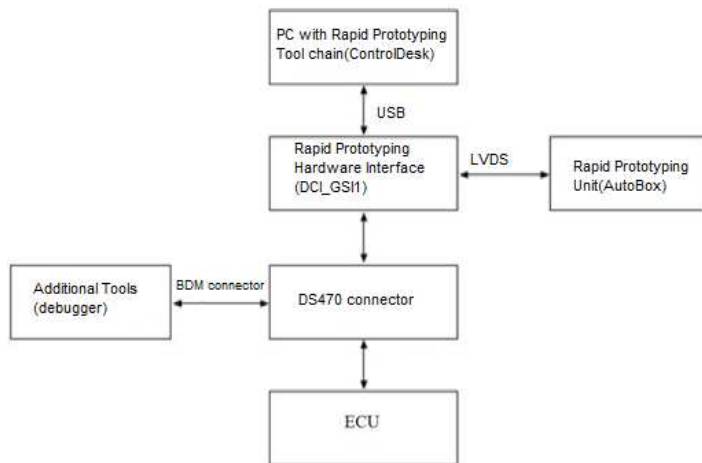 PC with Rapid Prototyping
Tool chain(ControlDesk)
USB
Rapid Prototyping
Hardware Interface
(DCI_GSI1)
LVDS
Rapid Prototyping
Unit(AutoBox)
Additional Tools
(debugger)
BDM connector
DS470 connector
ECU